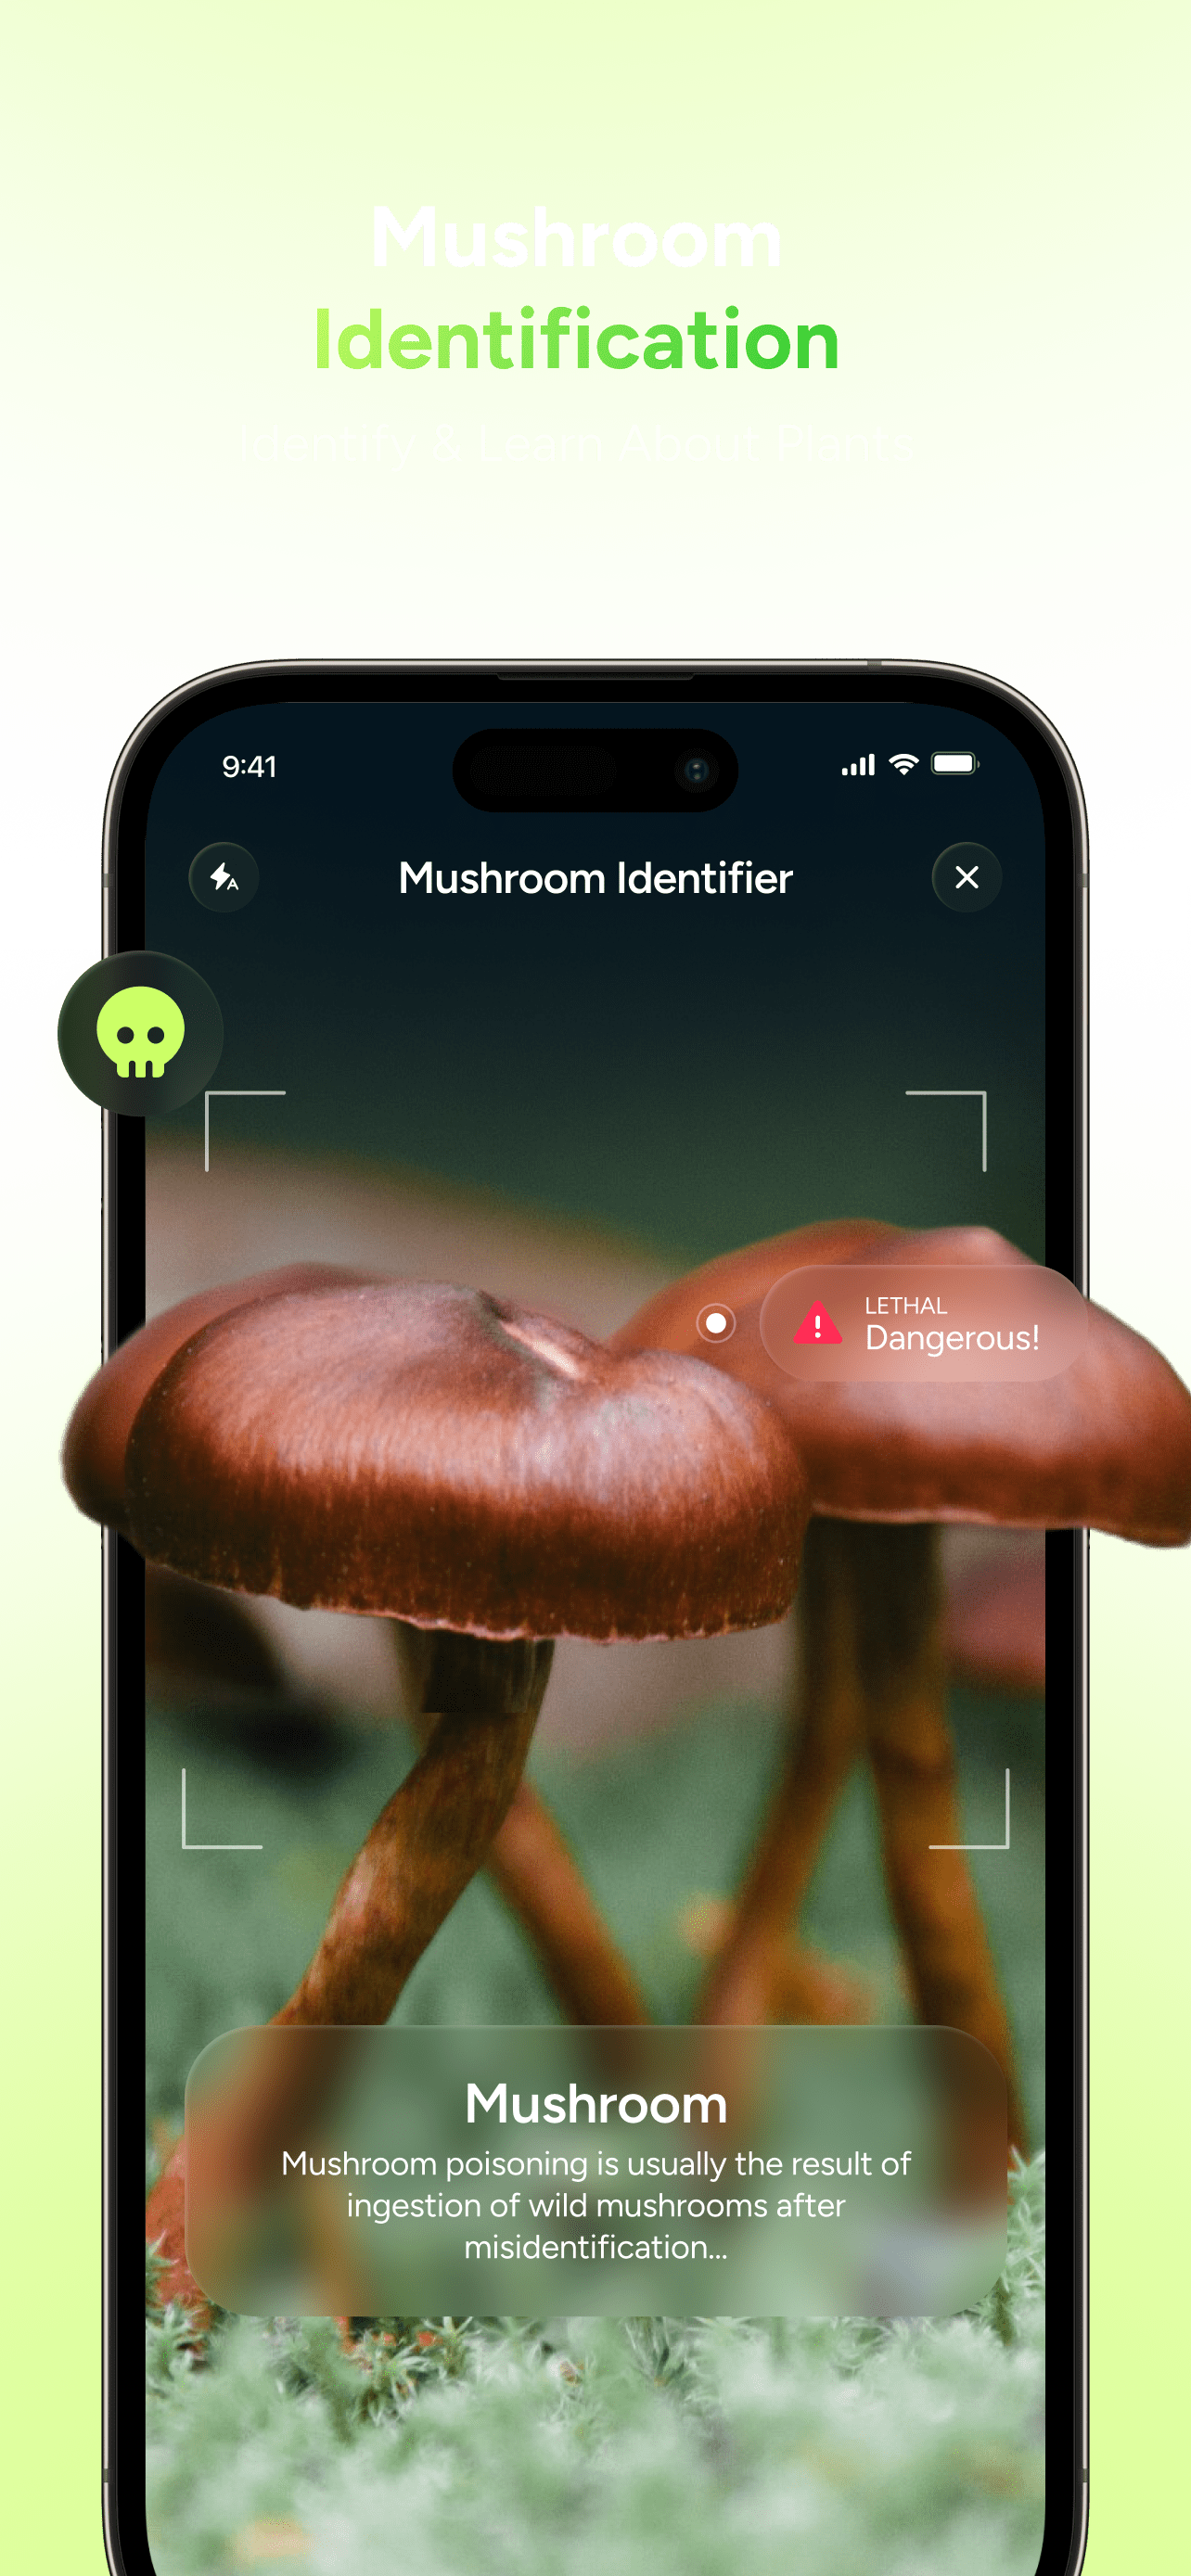 Mushroom
Identification
Identify & Learn About Plants
9:41
A
Mushroom Identifier
LETHAL
Dangerous!
Mushroom
Mushroom poisoning is usually the result of
ingestion of wild mushrooms after
misidentification...